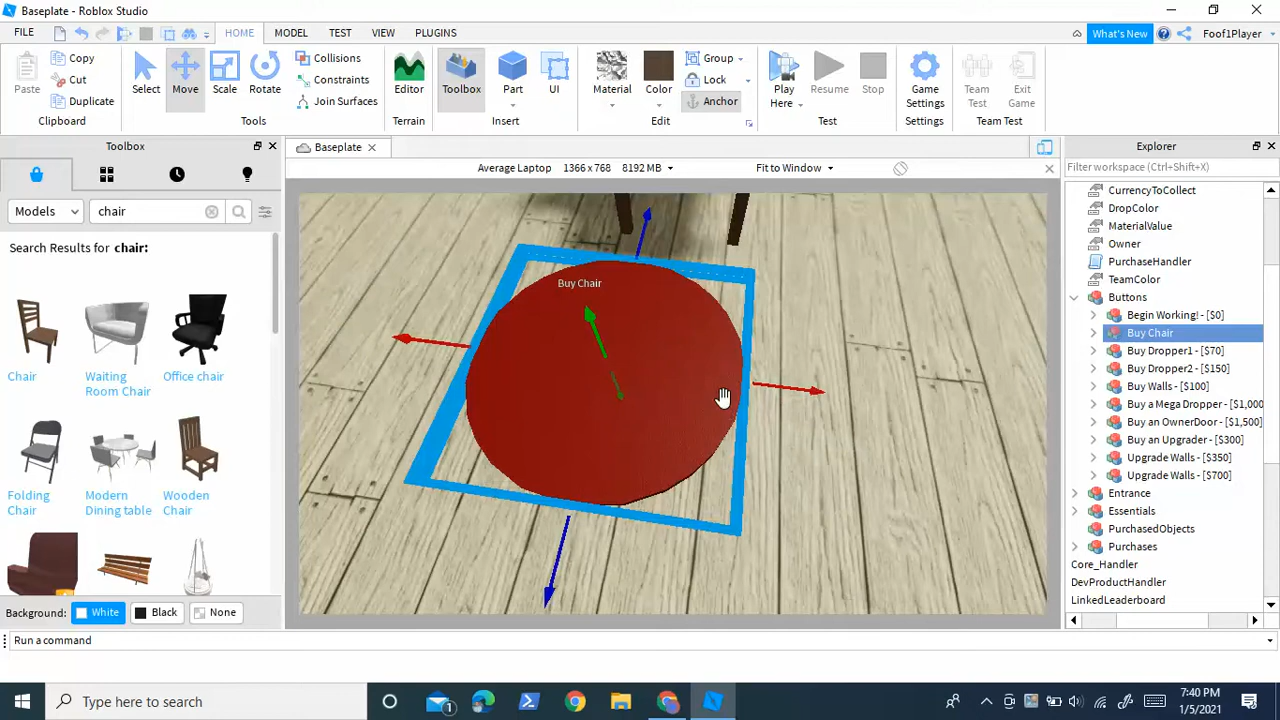 Baseplate - Roblox Studio
FILE
HOME
MODEL
TEST
VIEW
PLUGINS
What's New
Foof1Player
Paste
Copy
Cut
Duplicate
Clipboard
Select
Move
Scale
Rotate
Collisions
Constraints
Join Surfaces
Tools
Editor
Terrain
Toolbox
Part
UI
Insert
Material
Color
Group
Lock
Anchor
Edit
Play
Here
Resume
Stop
Test
Game
Settings
Settings
Team
Test
Exit
Game
Team Test
Toolbox
Models
chair
Search Results for chair:
Chair
Waiting
Room Chair
Office chair
Folding
Chair
Modern
Dining table
Wooden
Chair
Background:
White
Black
None
Baseplate
Average Laptop 1366 x 768 8192 MB
Fit to Window
Buy Chair
Explorer
Filter workspace (Ctrl+Shift+X)
CurrencyToCollect
DropColor
MaterialValue
Owner
PurchaseHandler
TeamColor
Buttons
Begin Working! - [$0]
Buy Chair
Buy Dropper1 - [$70]
Buy Dropper2 - [$150]
Buy Walls - [$100]
Buy a Mega Dropper - [$1,000
Buy an OwnerDoor - [$1,500]
Buy an Upgrader - [$300]
Upgrade Walls - [$350]
Upgrade Walls - [$700]
Entrance
Essentials
PurchasedObjects
Purchases
Core_Handler
DevProductHandler
LinkedLeaderboard
Run a command
Type here to search
1
7:40 PM
1/5/2021